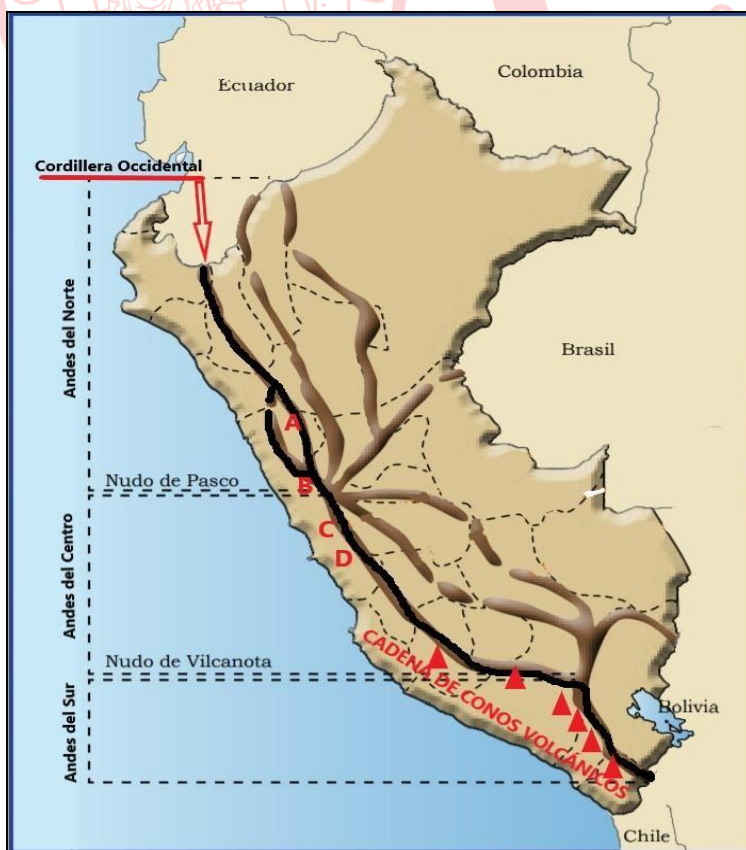 Ecuador
Colombia
Cordillera Occidental
Andes del Norte
Brasil
A
Nudo de Pasco
B
C
D
Andes del Centro
CADENA DE CONOS VOLCÁNICOS
Nudo de Vilcanota
Andes del Sur
Bolivia
Chile